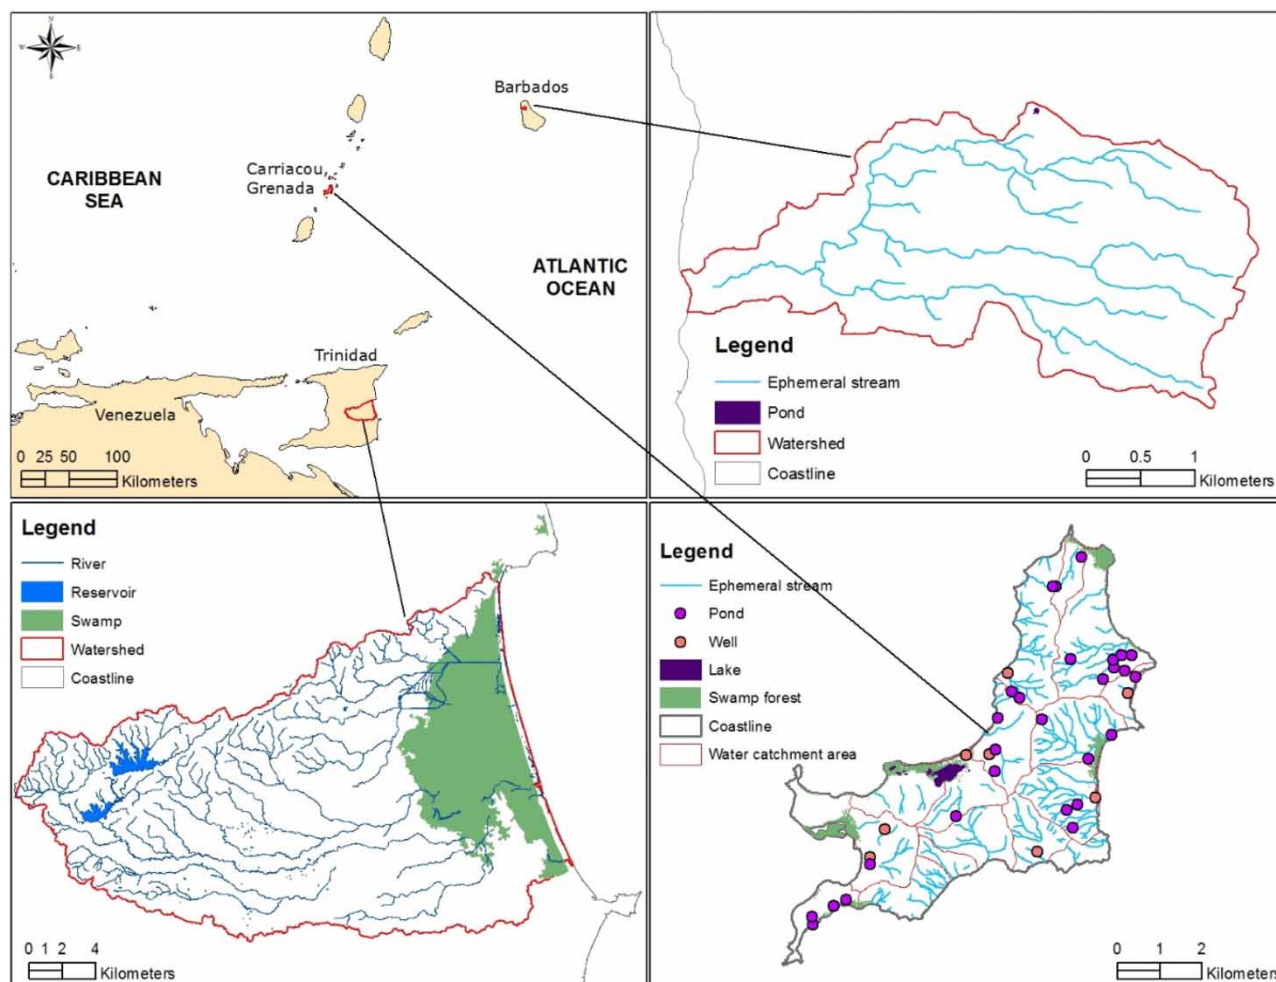 N
W
E
S
Barbados
Carriacou,
Grenada
CARIBBEAN
SEA
ATLANTIC
OCEAN
Trinidad
Venezuela
0 25 50 100
Kilometers
Legend
Ephemeral stream
Pond
Watershed
Coastline
0 0.5 1
Kilometers
Legend
River
Reservoir
Swamp
Watershed
Coastline
0 1 2 4
Kilometers
Legend
Ephemeral stream
Pond
Well
Lake
Swamp forest
Coastline
Water catchment area
0 1 2
Kilometers